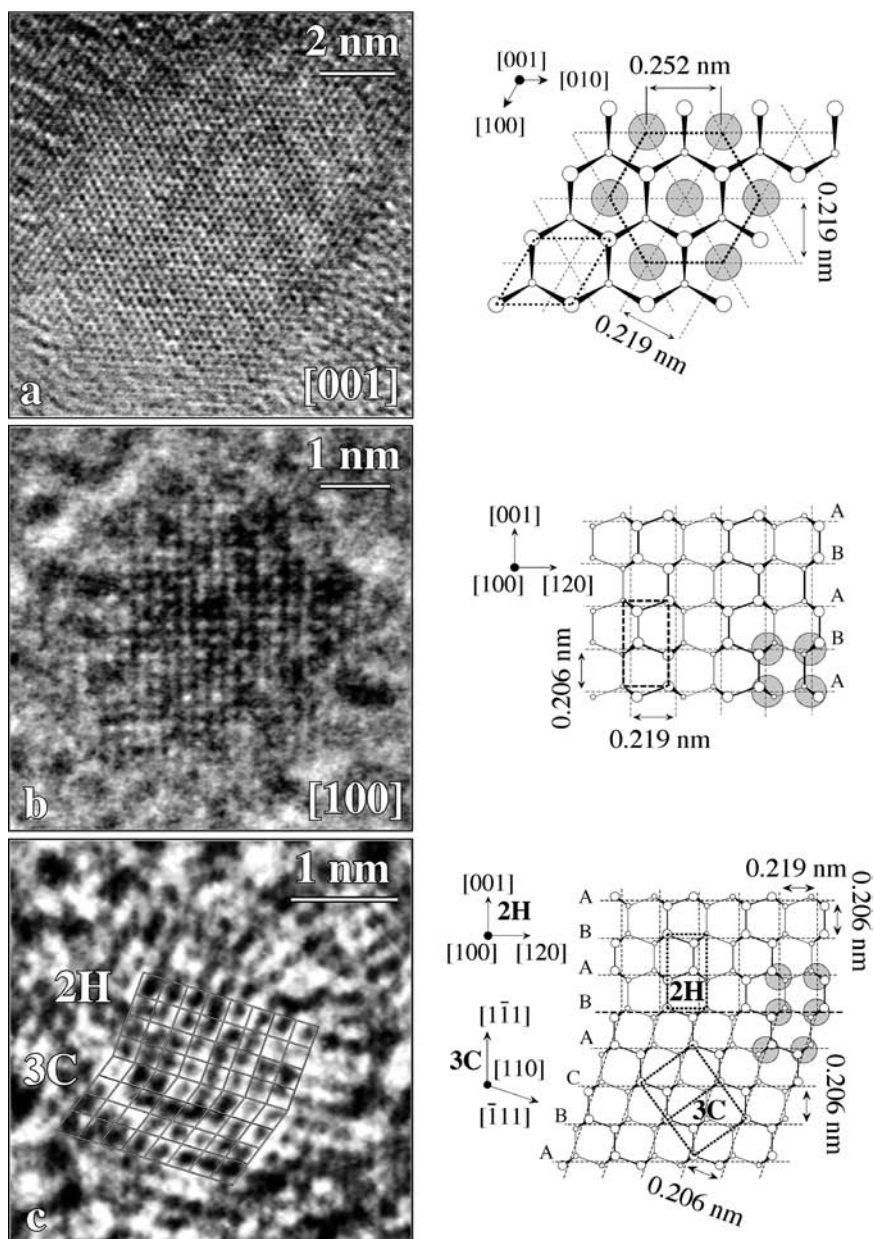 2 nm
a
[001]
[001]
[010]
[100]
0.252 nm
0.219 nm
0.219 nm
1 nm
b
[100]
[001]
[100]
[120]
A
B
A
B
A
0.206 nm
0.219 nm
1 nm
2H
3C
c
[001]
2H
[100]
[120]
[11̄1]
3C
[110]
[1̄11]
A
B
A
B
A
C
B
A
2H
3C
0.219 nm
0.206 nm
0.206 nm
0.206 nm